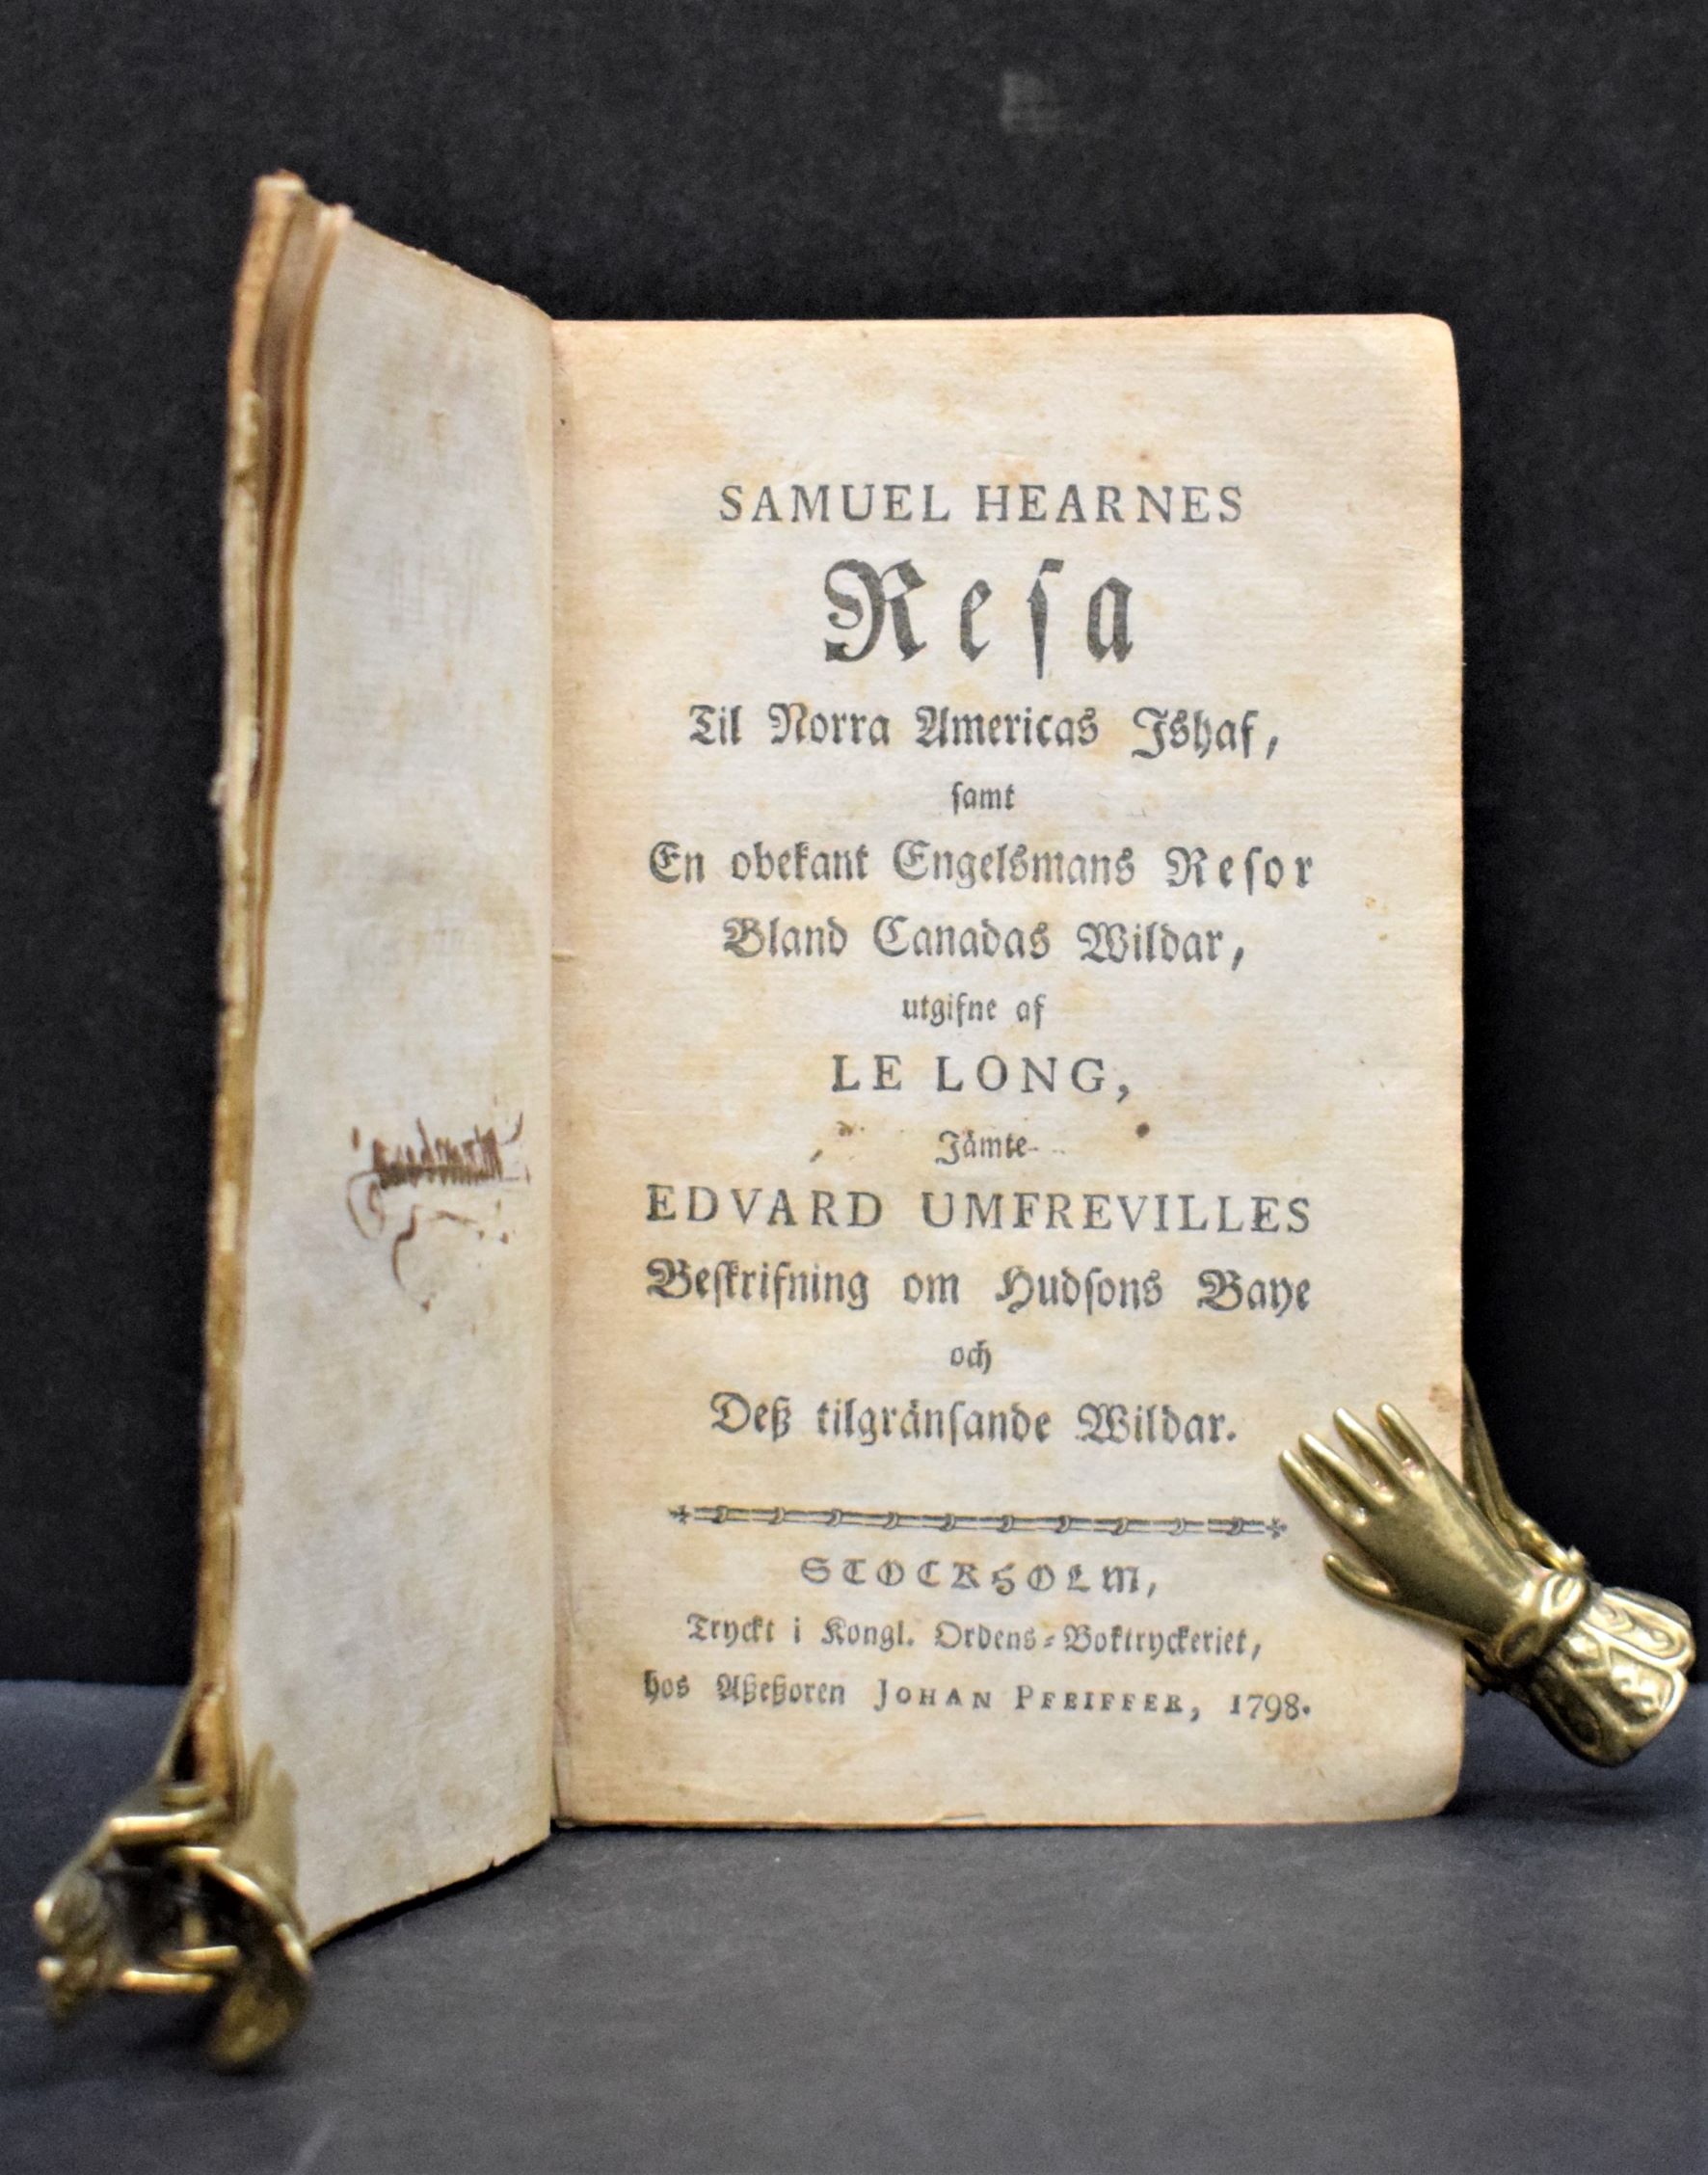 SAMUEL HEARNES
Reſa
Til Norra Americas Ishaf,
ſamt
En obekant Engelsmans Reſor
Bland Canadas Wildar,
utgifne af
LE LONG,
Jämte
EDVARD UMFREVILLES
Beſkrifning om Hudſons Baye
och
Deß tilgränſande Wildar.
STOCKHOLM,
Tryckt i Kongl. Ordens-Boktryckeriet,
hos Aßeßoren JOHAN PFEIFFER, 1798.